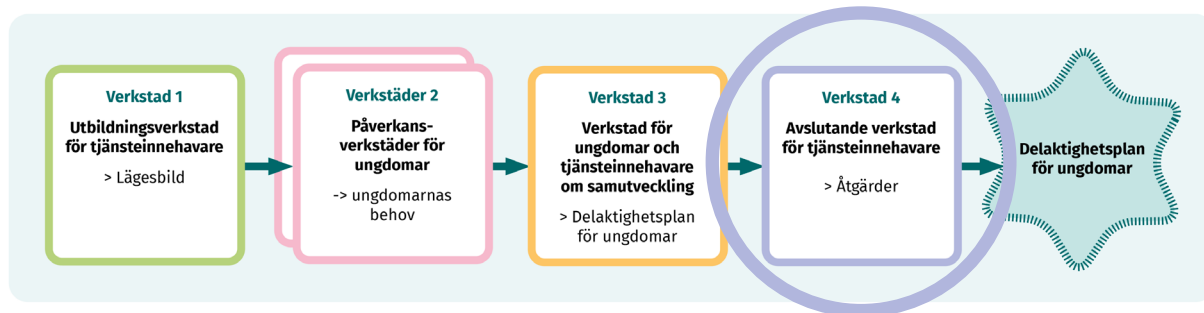 Verkstad 1
Utbildningsverkstad
för tjänsteinnehavare
> Lägesbild
Verkstäder 2
Påverkans-
verkstäder för
ungdomar
-> ungdomarnas
behov
Verkstad 3
Verkstad för
ungdomar och
tjänsteinnehavare
om samutveckling
> Delaktighetsplan
för ungdomar
Verkstad 4
Avslutande verkstad
för tjänsteinnehavare
> Åtgärder
Delaktighetsplan
för ungdomar